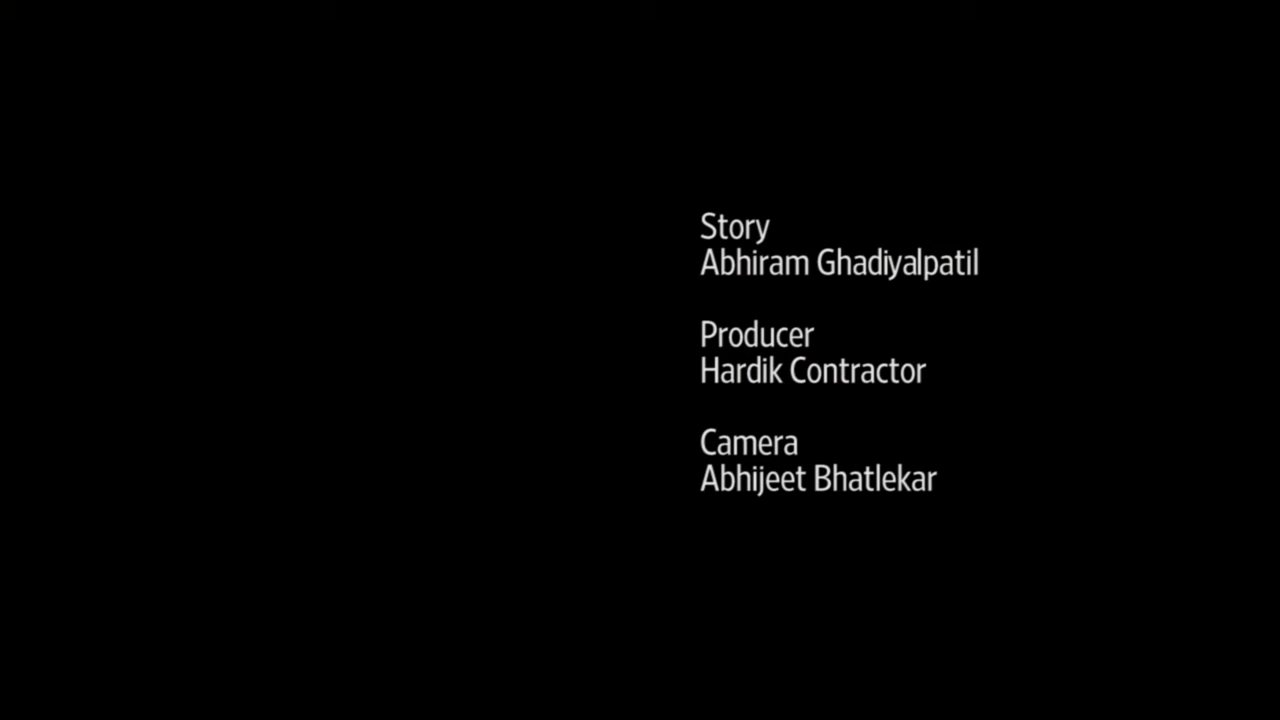 Story
Abhiram Ghadiyalpatil
Producer
Hardik Contractor
Camera
Abhijeet Bhatlekar